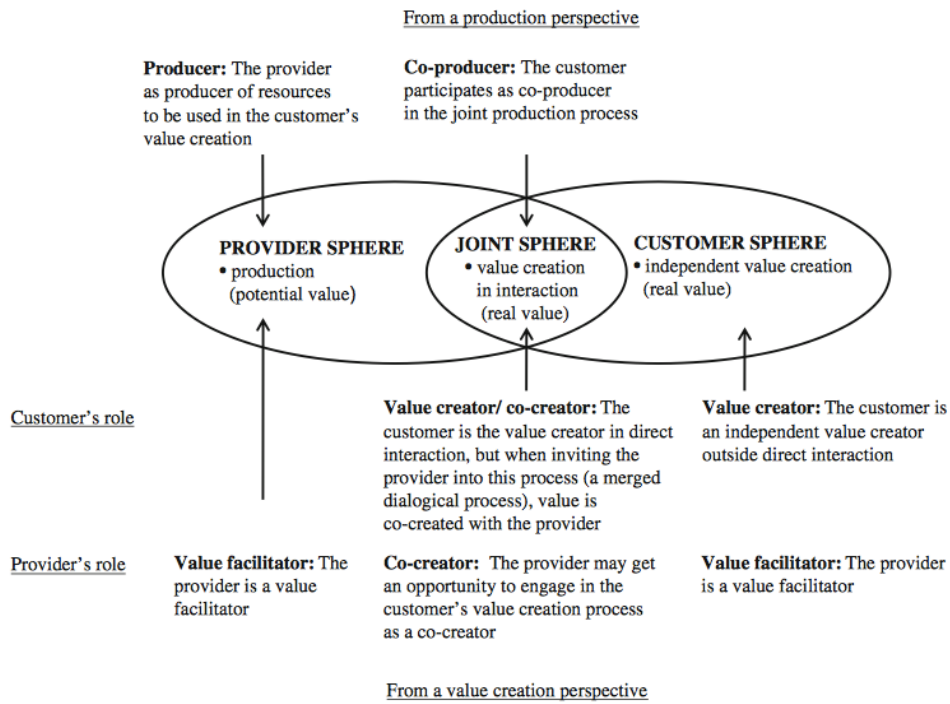 From a production perspective
Producer: The provider
as producer of resources
to be used in the customer's
value creation
Co-producer: The customer
participates as co-producer
in the joint production process
PROVIDER SPHERE
• production
(potential value)
JOINT SPHERE
• value creation
in interaction
(real value)
CUSTOMER SPHERE
• independent value creation
(real value)
Customer's role
Value creator/ co-creator: The
customer is the value creator in direct
interaction, but when inviting the
provider into this process (a merged
dialogical process), value is
co-created with the provider
Value creator: The customer is
an independent value creator
outside direct interaction
Provider's role
Value facilitator: The
provider is a value
facilitator
Co-creator: The provider may get
an opportunity to engage in the
customer's value creation process
as a co-creator
Value facilitator: The provider
is a value facilitator
From a value creation perspective